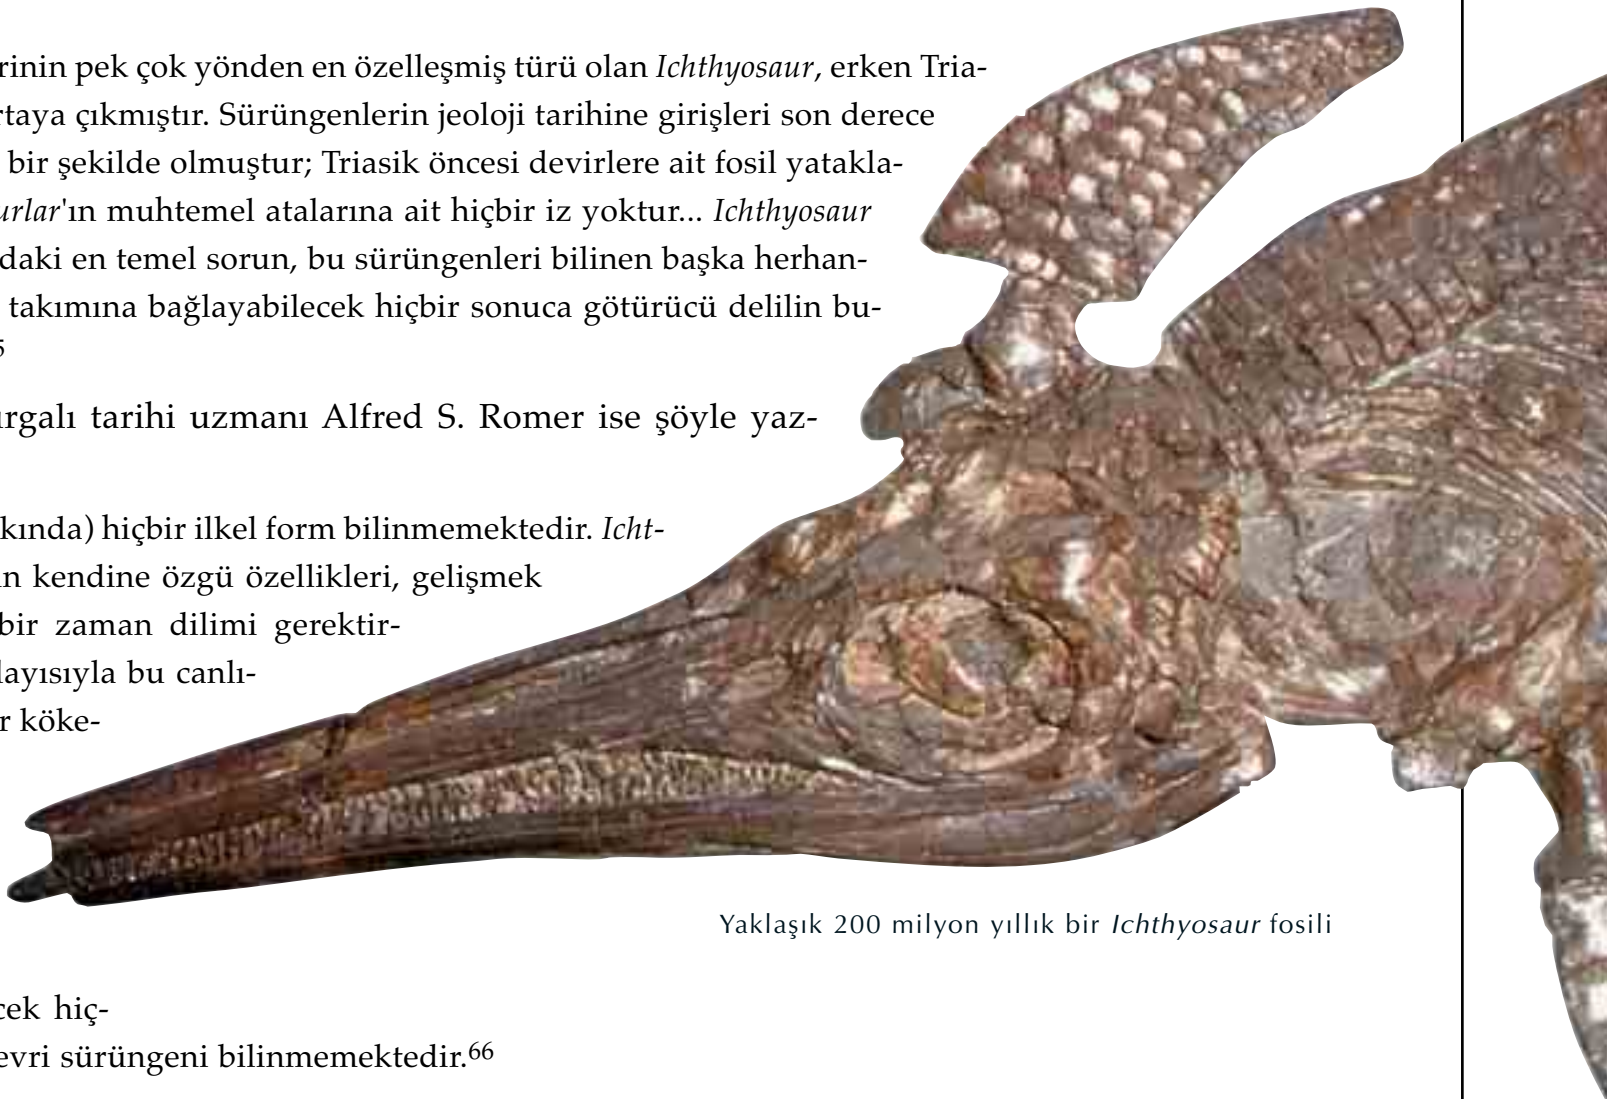 rinin pek çok yönden en özelleşmiş türü olan Ichthyosaur, erken Tria-
rtaya çıkmıştır. Sürüngenlerin jeoloji tarihine girişleri son derece
bir şekilde olmuştur; Triasik öncesi devirlere ait fosil yatakla-
urlar'ın muhtemel atalarına ait hiçbir iz yoktur... Ichthyosaur
daki en temel sorun, bu sürüngenleri bilinen başka herhan-
takımına bağlayabilecek hiçbir sonuca götürücü delilin bu-
5
urgalı tarihi uzmanı Alfred S. Romer ise şöyle yaz-
kında) hiçbir ilkel form bilinmemektedir. Icht-
n kendine özgü özellikleri, gelişmek
bir zaman dilimi gerektir-
layısıyla bu canlı-
r köke-
Yaklaşık 200 milyon yıllık bir Ichthyosaur fosili
cek hiç-
evri sürüngeni bilinmemektedir.66